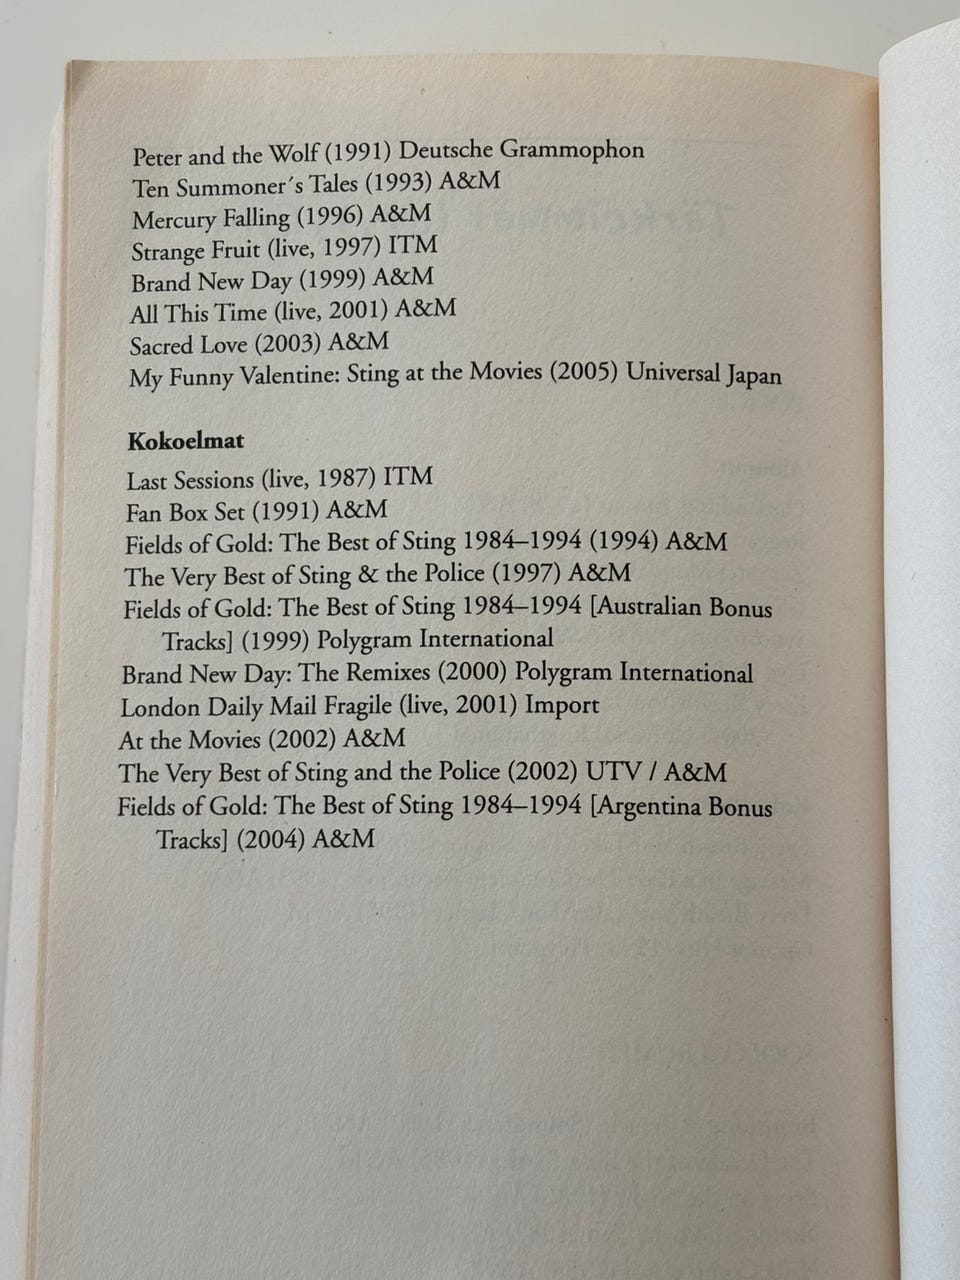 Peter and the Wolf (1991) Deutsche Grammophon
Ten Summoner´s Tales (1993) A&M
Mercury Falling (1996) A&M
Strange Fruit (live, 1997) ITM
Brand New Day (1999) A&M
All This Time (live, 2001) A&M
Sacred Love (2003) A&M
My Funny Valentine: Sting at the Movies (2005) Universal Japan
Kokoelmat
Last Sessions (live, 1987) ITM
Fan Box Set (1991) A&M
Fields of Gold: The Best of Sting 1984–1994 (1994) A&M
The Very Best of Sting & the Police (1997) A&M
Fields of Gold: The Best of Sting 1984–1994 [Australian Bonus
Tracks] (1999) Polygram International
Brand New Day: The Remixes (2000) Polygram International
London Daily Mail Fragile (live, 2001) Import
At the Movies (2002) A&M
The Very Best of Sting and the Police (2002) UTV / A&M
Fields of Gold: The Best of Sting 1984–1994 [Argentina Bonus
Tracks] (2004) A&M